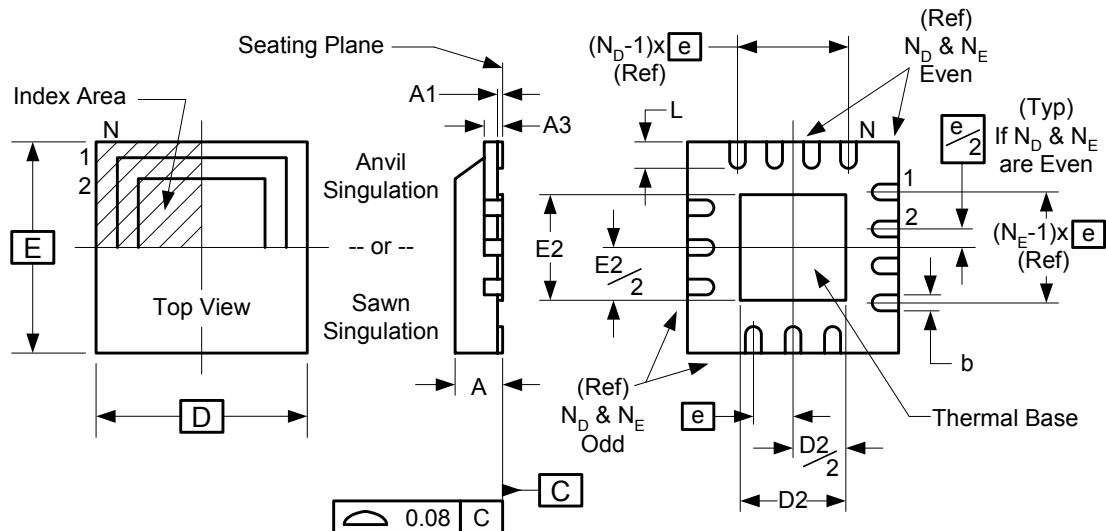 Seating Plane
Index Area
N
1
2
E
Top View
D
A1
A3
Anvil
Singulation
-- or --
Sawn
Singulation
A
0.08 C
C
(N_D-1)x e
(Ref)
(Ref)
N_D & N_E
Even
L
N
e/2
(Typ)
If N_D & N_E
are Even
1
2
(N_E-1)x e
(Ref)
E2
E2/2
b
(Ref)
N_D & N_E
Odd
e
Thermal Base
D2/2
D2